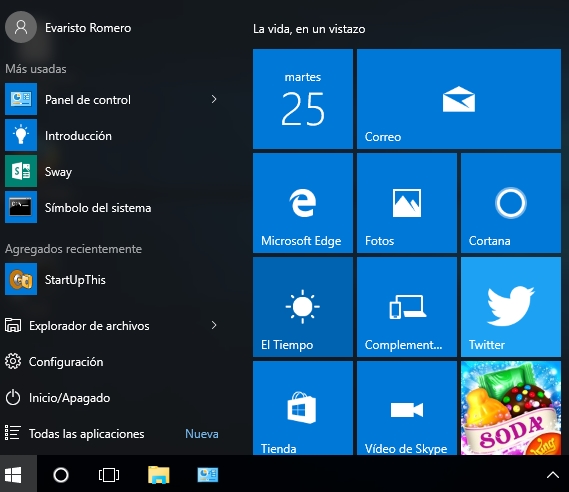 Evaristo Romero
Más usadas
Panel de control
Introducción
Sway
Símbolo del sistema
Agregados recientemente
StartUpThis
Explorador de archivos
Configuración
Inicio/Apagado
Todas las aplicaciones
Nueva
La vida, en un vistazo
martes
25
Correo
Microsoft Edge
Fotos
Cortana
El Tiempo
Complement...
Twitter
Tienda
Vídeo de Skype
SODA
King